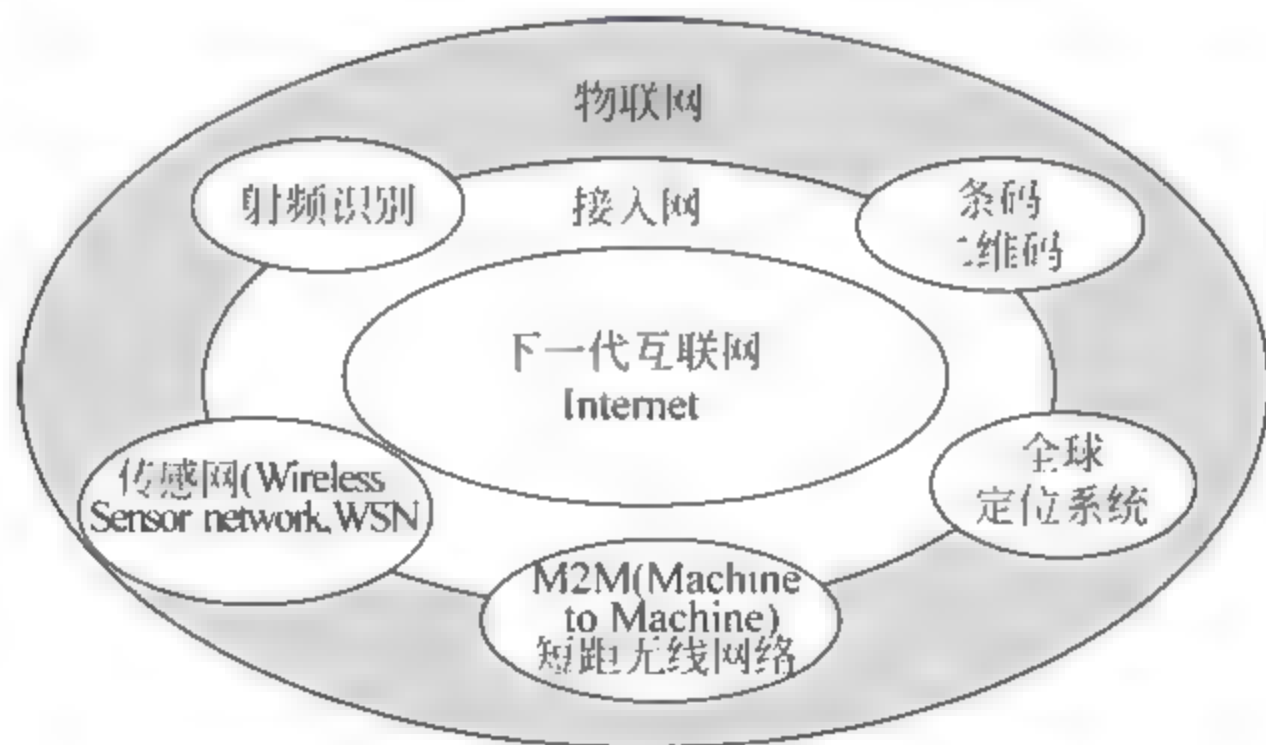 物联网
射频识别
接入网
条码
二维码
下一代互联网
Internet
传感网(Wireless
Sensor network,WSN
全球
定位系统
M2M(Machine
to Machine)
短距无线网络